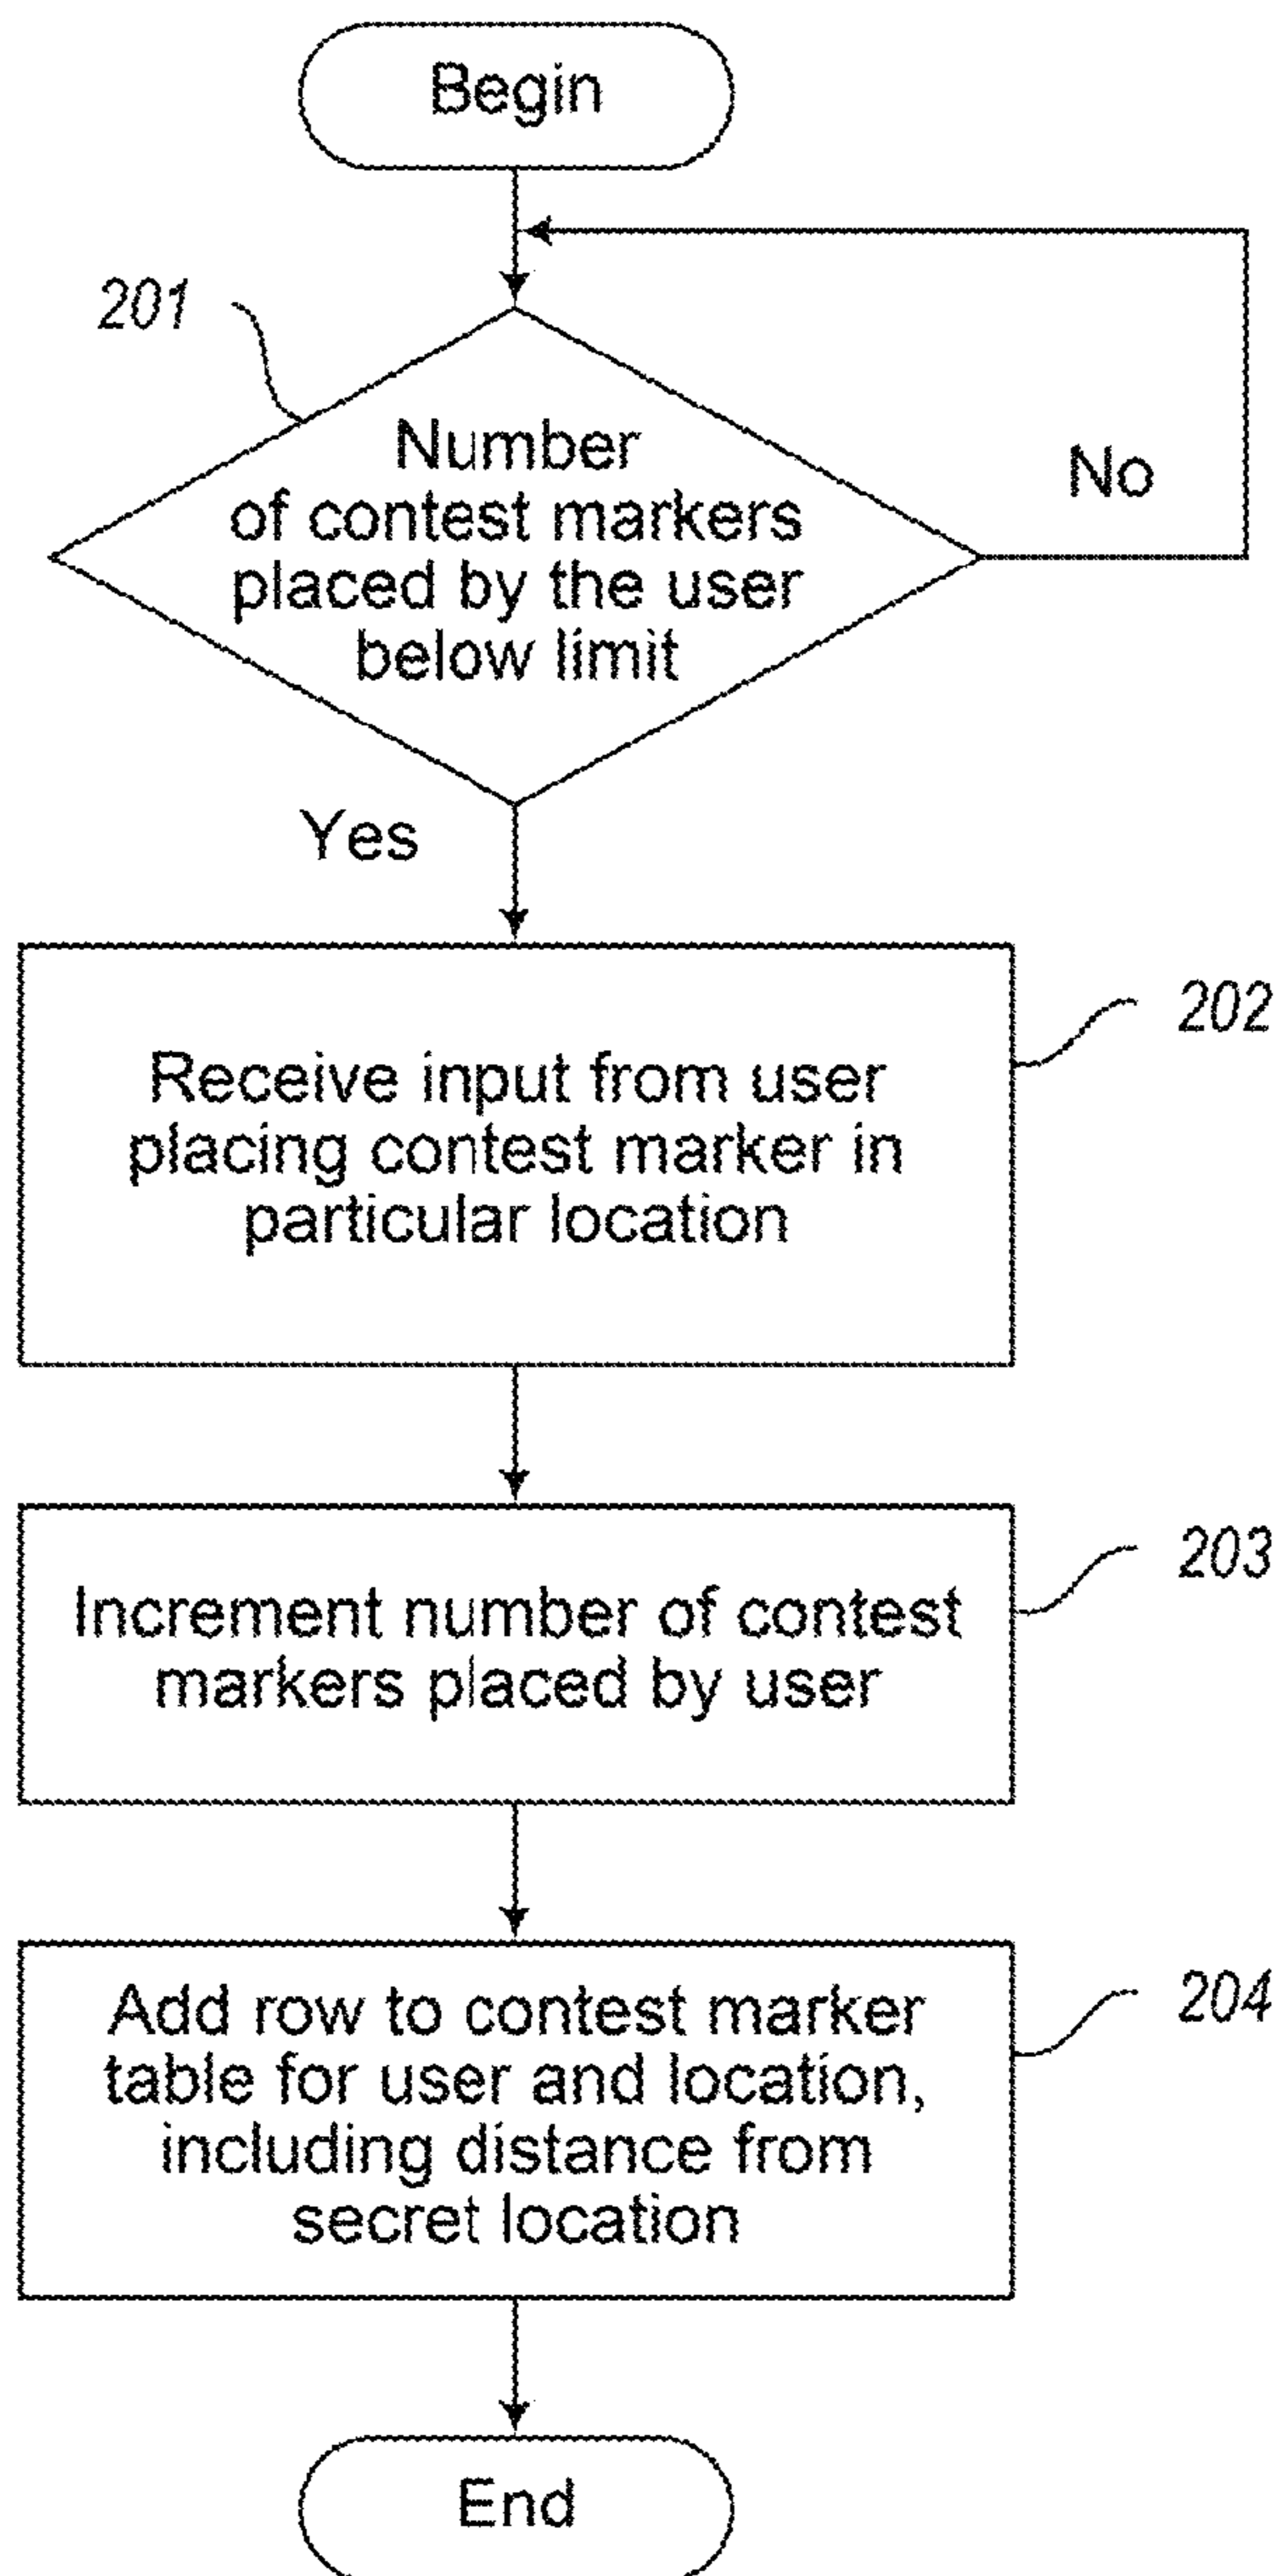 Begin
201
Number
of contest markers
placed by the user
below limit
No
Yes
202
Receive input from user
placing contest marker in
particular location
203
Increment number of contest
markers placed by user
204
Add row to contest marker
table for user and location,
including distance from
secret location
End